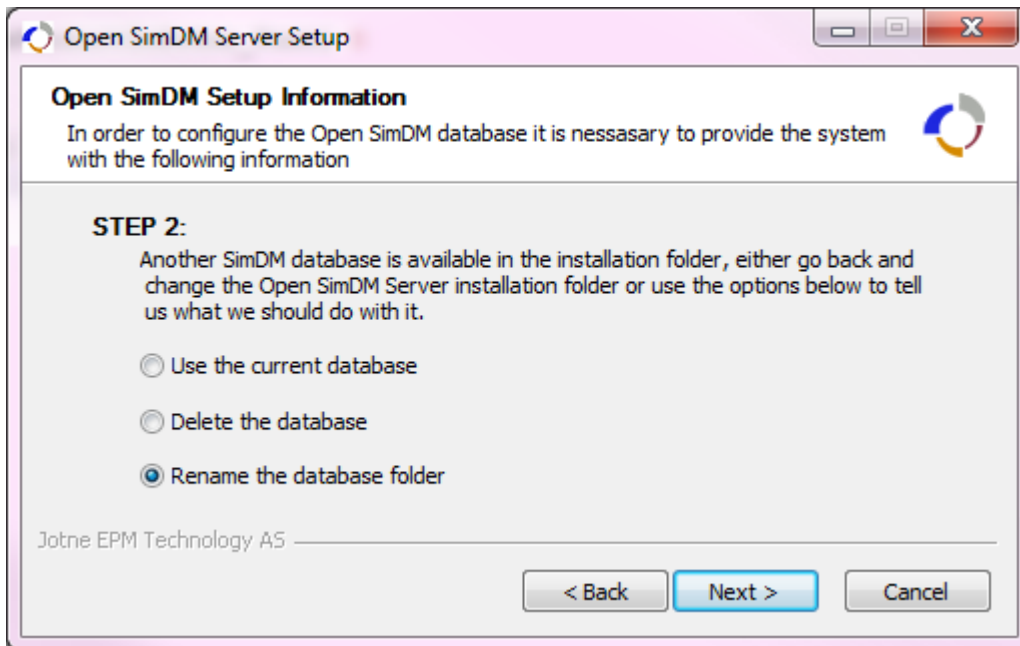 Open SimDM Server Setup
Open SimDM Setup Information
In order to configure the Open SimDM database it is nessasary to provide the system
with the following information
STEP 2:
Another SimDM database is available in the installation folder, either go back and
change the Open SimDM Server installation folder or use the options below to tell
us what we should do with it.
Use the current database
Delete the database
Rename the database folder
Jotne EPM Technology AS
< Back
Next >
Cancel